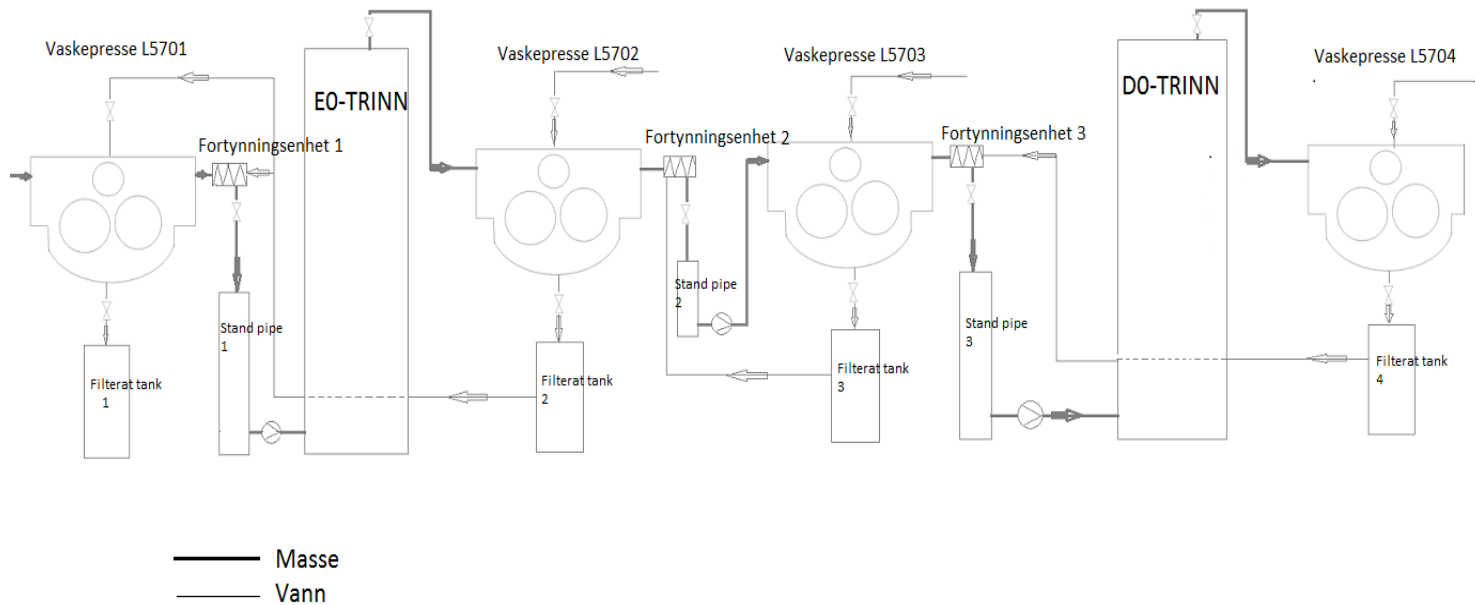 Vaskepresse L5701
Vaskepresse L5702
Vaskepresse L5703
Vaskepresse L5704
E0-TRINN
D0-TRINN
Fortynningsenhet 1
Fortynningsenhet 2
Fortynningsenhet 3
Stand pipe
1
Stand pipe
2
Stand pipe
3
Filterat tank
1
Filterat tank
2
Filterat tank
3
Filterat tank
4
Masse
Vann